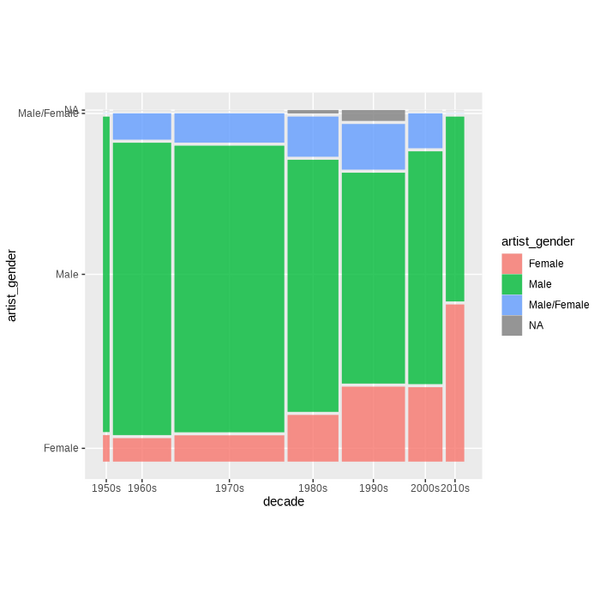 NA
Male/Female
Male
Female
artist_gender
1950s 1960s 1970s 1980s 1990s 2000s 2010s
decade
artist_gender
Female
Male
Male/Female
NA